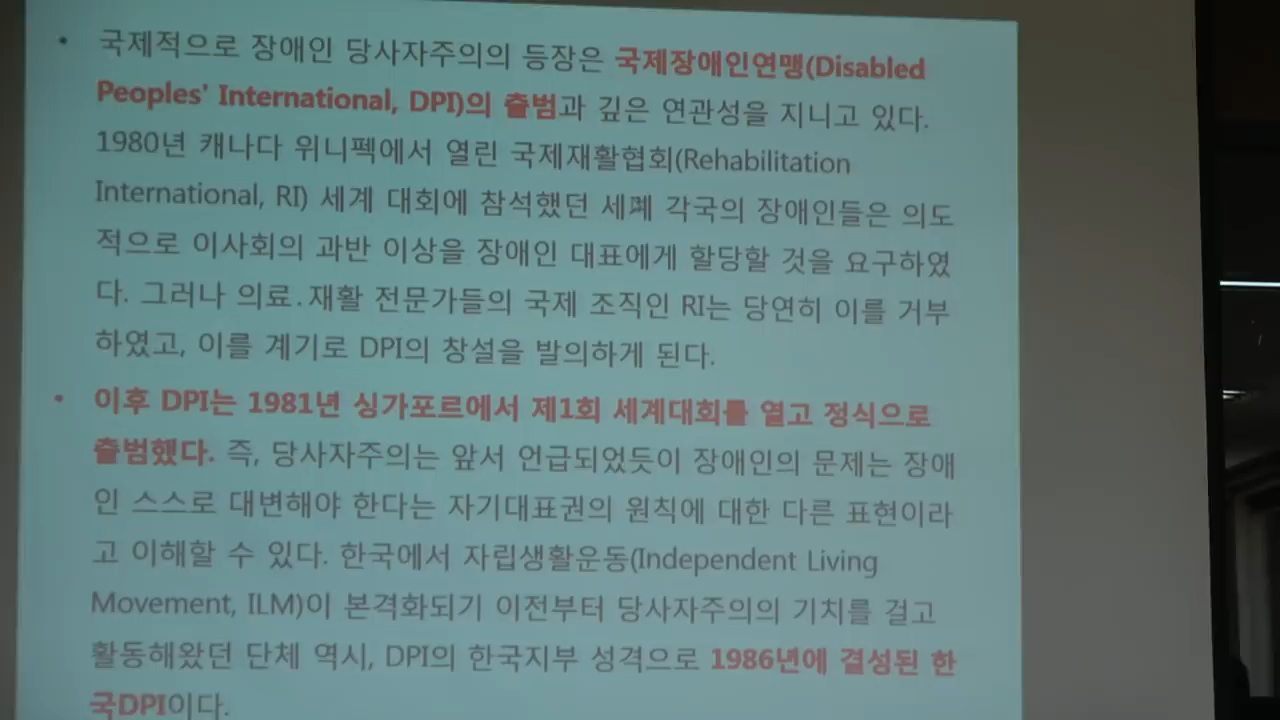 • 국제적으로 장애인 당사자주의의 등장은 국제장애인연맹(Disabled
Peoples' International, DPI)의 출범과 깊은 연관성을 지니고 있다.
1980년 캐나다 위니펙에서 열린 국제재활협회(Rehabilitation
International, RI) 세계 대회에 참석했던 세폐 각국의 장애인들은 의도
적으로 이사회의 과반 이상을 장애인 대표에게 할당할 것을 요구하였
다. 그러나 의료․재활 전문가들의 국제 조직인 RI는 당연히 이를 거부
하였고, 이를 계기로 DPI의 창설을 발의하게 된다.
• 이후 DPI는 1981년 싱가포르에서 제1회 세계대회를 열고 정식으로
출범했다. 즉, 당사자주의는 앞서 언급되었듯이 장애인의 문제는 장애
인 스스로 대변해야 한다는 자기대표권의 원칙에 대한 다른 표현이라
고 이해할 수 있다. 한국에서 자립생활운동(Independent Living
Movement, ILM)이 본격화되기 이전부터 당사자주의의 기치를 걸고
활동해왔던 단체 역시, DPI의 한국지부 성격으로 1986년에 결성된 한
국DPI이다.